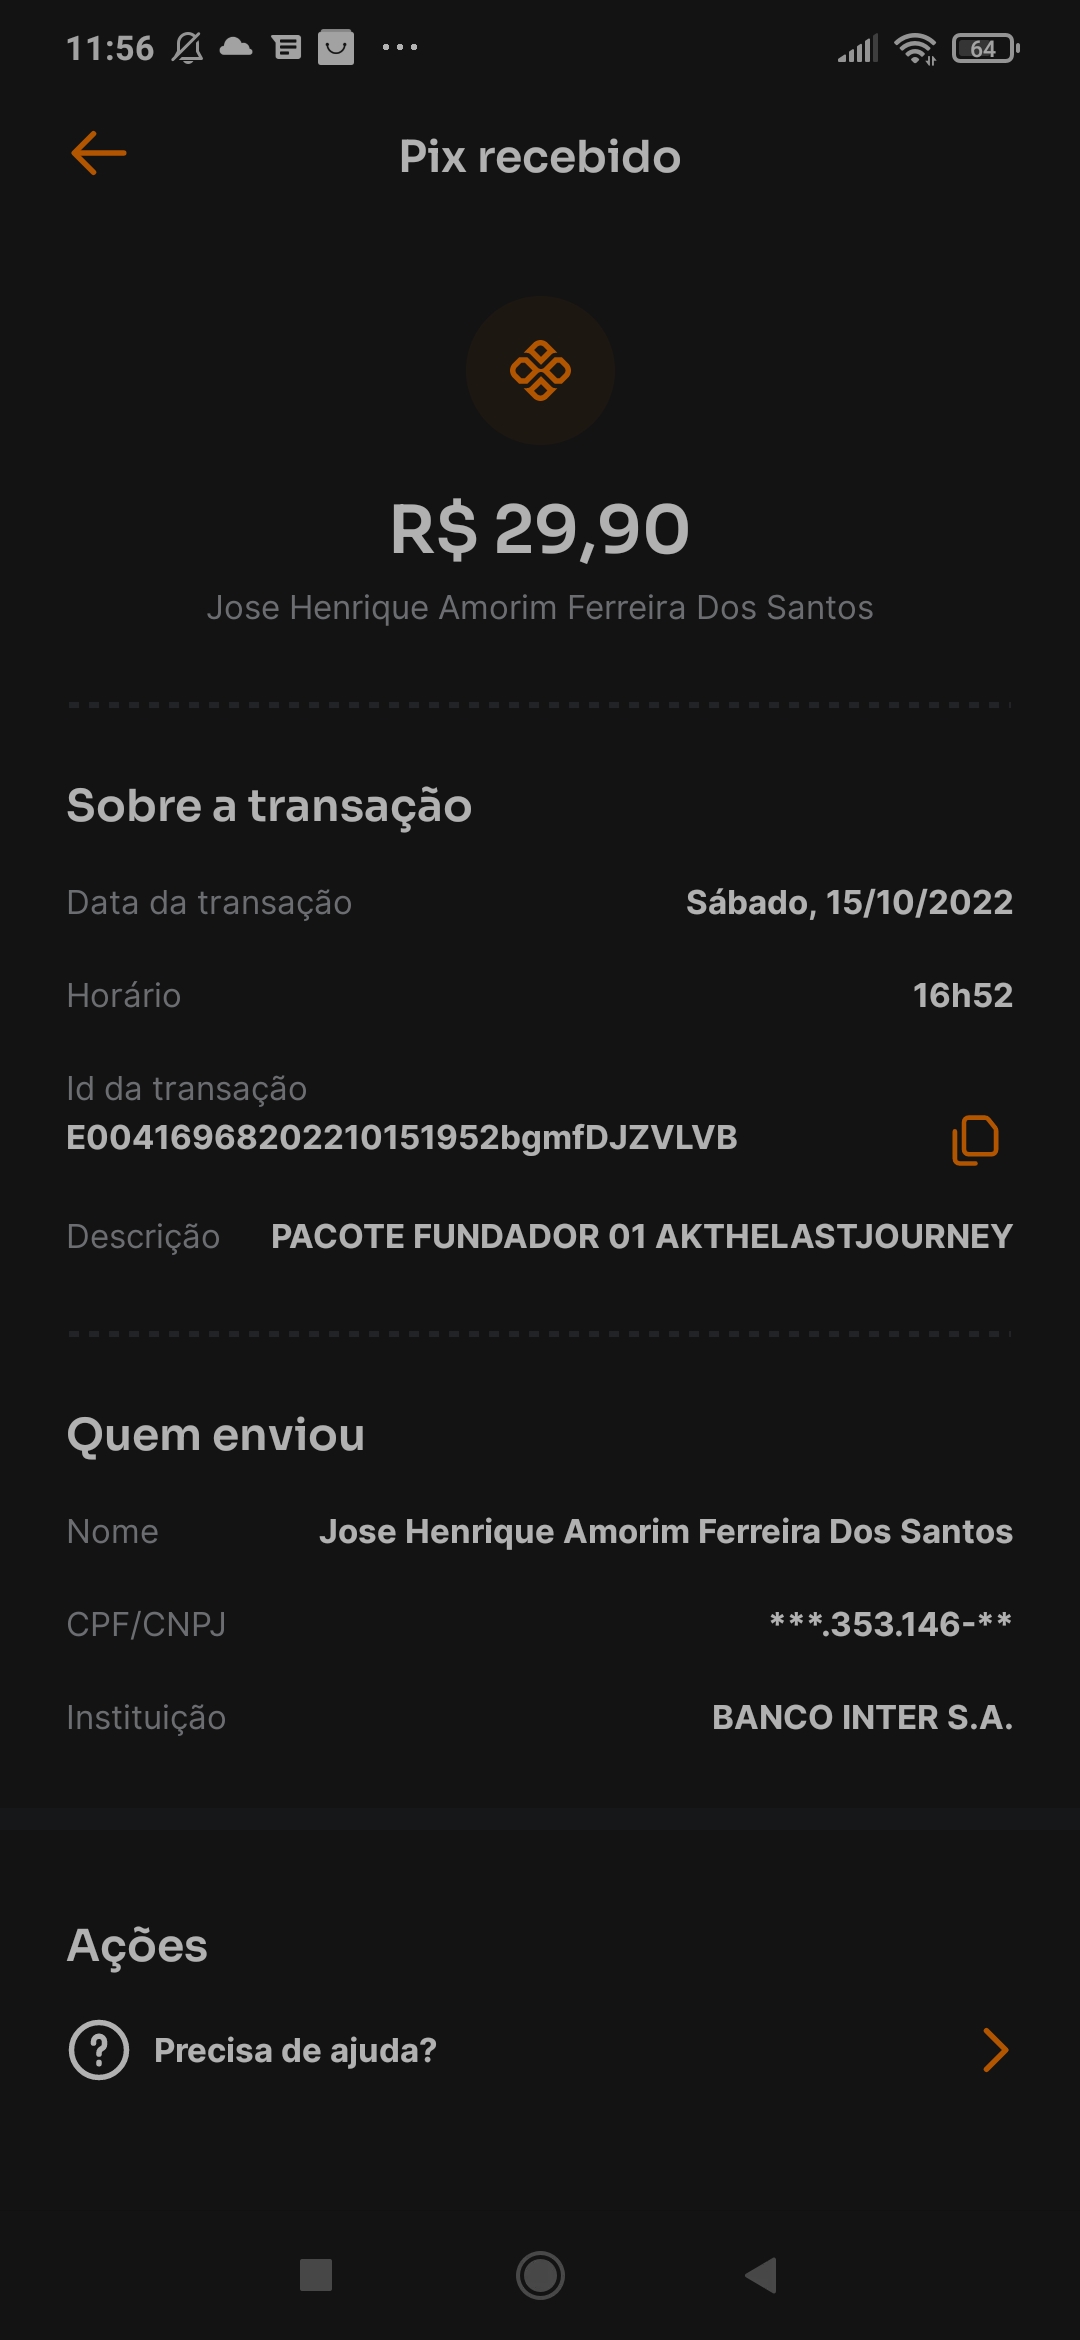 11:56
64
Pix recebido
R$ 29,90
Jose Henrique Amorim Ferreira Dos Santos
Sobre a transação
Data da transação Sábado, 15/10/2022
Horário 16h52
Id da transação
E00416968202210151952bgmfDJZVLVB
Descrição PACOTE FUNDADOR 01 AKTHELASTJOURNEY
Quem enviou
Nome Jose Henrique Amorim Ferreira Dos Santos
CPF/CNPJ ***.353.146-**
Instituição BANCO INTER S.A.
Ações
Precisa de ajuda?